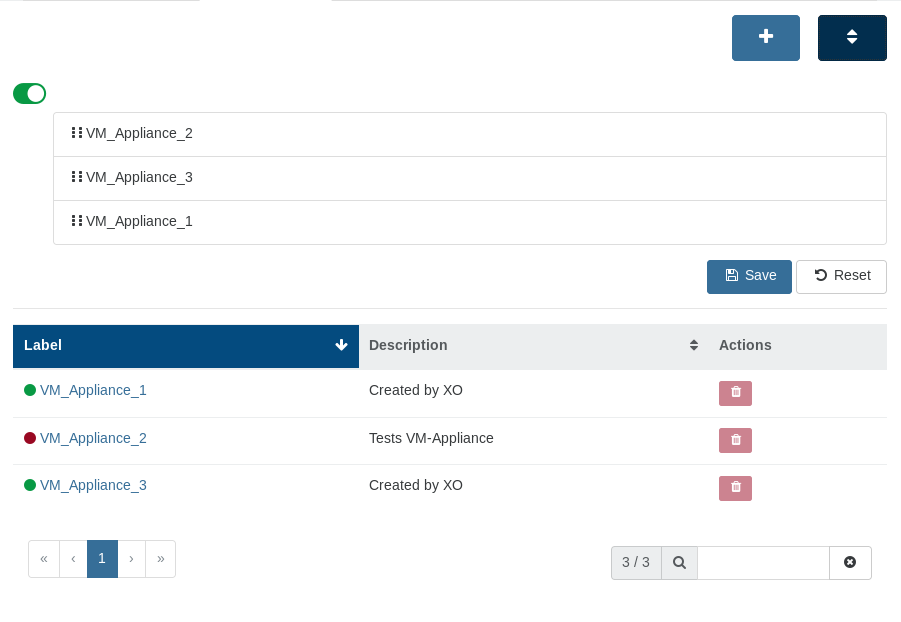 VM_Appliance_2
VM_Appliance_3
VM_Appliance_1
Save Reset
Label Description Actions
VM_Appliance_1 Created by XO
VM_Appliance_2 Tests VM-Appliance
VM_Appliance_3 Created by XO
« ‹ 1 › » 3 / 3